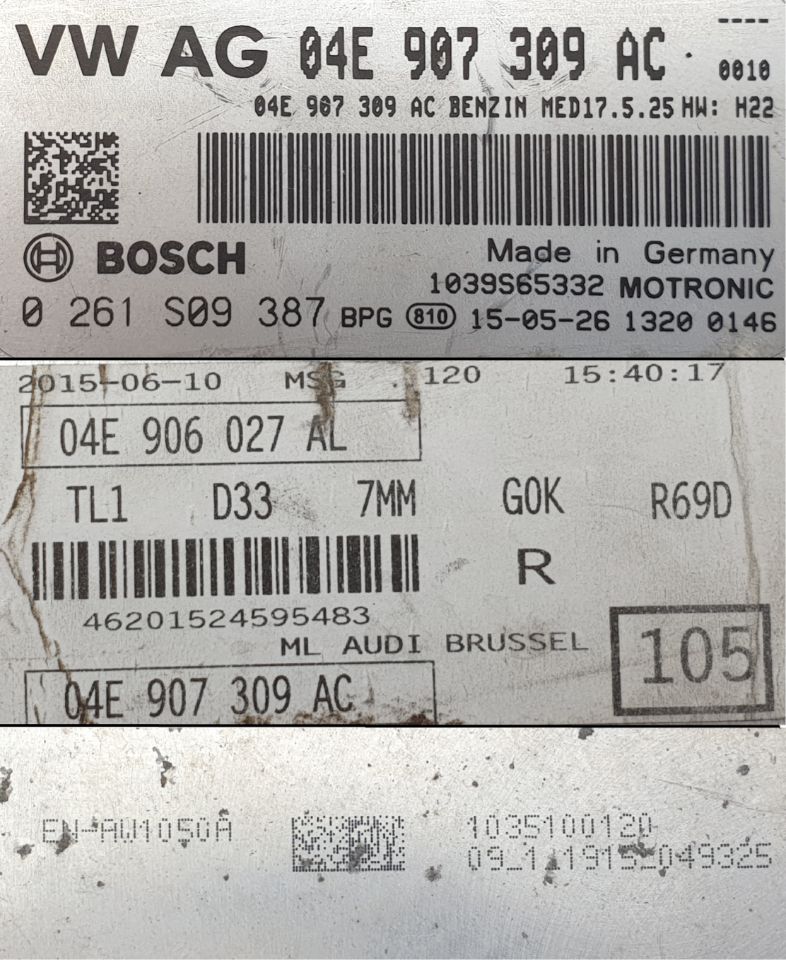 VW AG 04E 907 309 AC ----
0010
04E 967 309 AC BENZIN MED17.5.25 HW: H22
BOSCH
Made in Germany
1039S65332 MOTRONIC
0 261 S09 387 BPG 810 15-05-26 1320 0146
2015-06-10 MSG . 120 15:40:17
04E 906 027 AL
TL1 D33 7MM G0K R69D
R
46201524595483
ML AUDI BRUSSEL
105
04E 907 309 AC
EN-AW1050A
1035100120